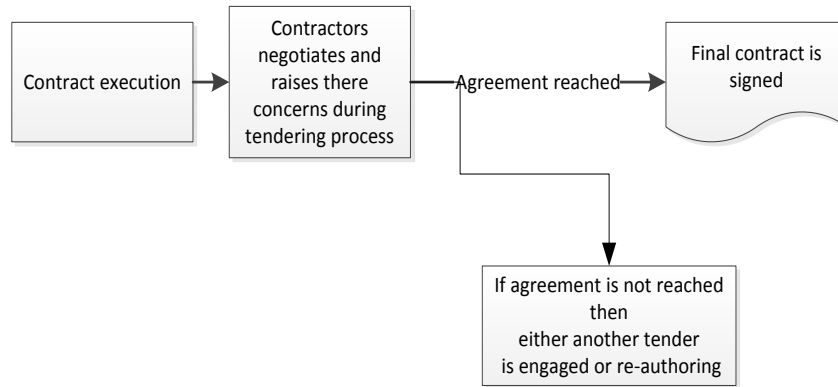 Contract execution
Contractors
negotiates and
raises there
concerns during
tendering process
Agreement reached
Final contract is
signed
If agreement is not reached
then
either another tender
is engaged or re-authoring